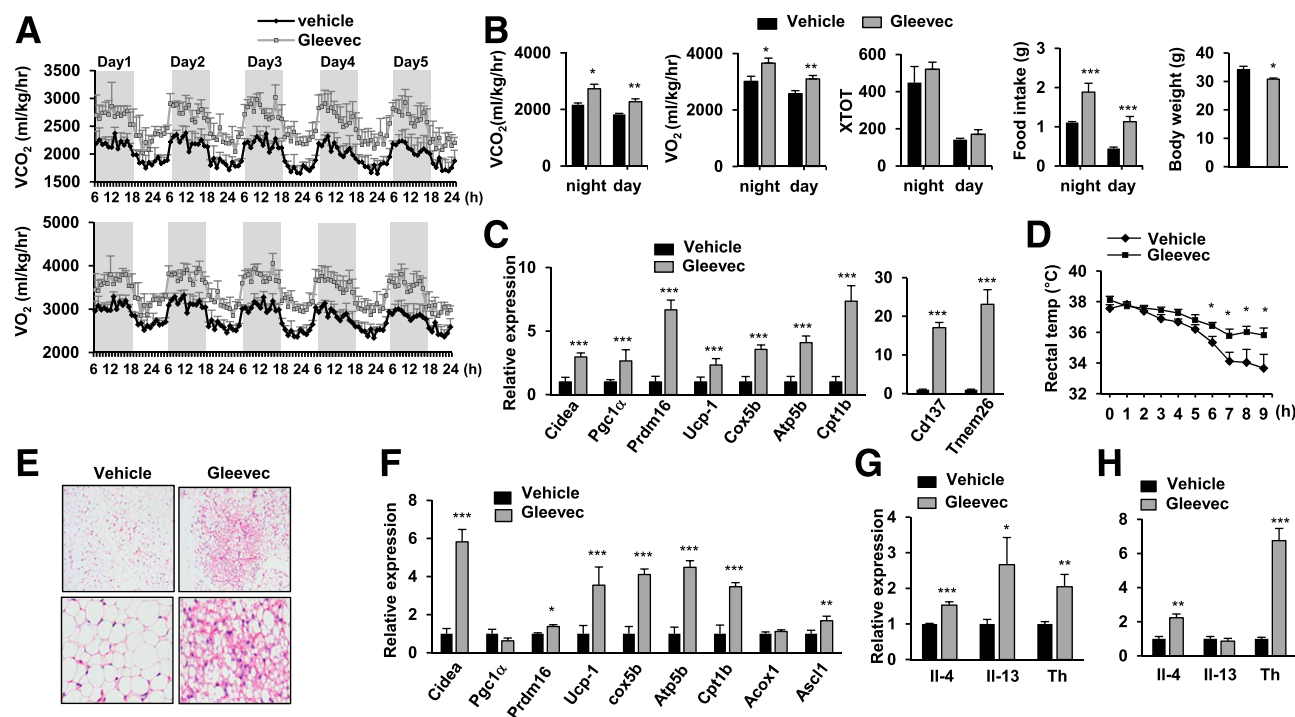 A
vehicle
Gleevec
Day1 Day2 Day3 Day4 Day5
VCO2 (ml/kg/hr)
3500
3000
2500
2000
1500
6 12 18 24 6 12 18 24 6 12 18 24 6 12 18 24 6 12 18 24 (h)
VO2 (ml/kg/hr)
5000
4000
3000
2000
6 12 18 24 6 12 18 24 6 12 18 24 6 12 18 24 6 12 18 24 (h)
B
Vehicle Gleevec
VCO2(ml/kg/hr)
4000
2000
0
* **
night day
VO2 (ml/kg/hr)
4000
2000
0
* **
night day
XTOT
600
400
200
0
night day
Food intake (g)
3
2
1
0
*** ***
night day
Body weight (g)
40
30
20
10
0
*
C
Vehicle
Gleevec
Relative expression
10
5
0
*** *** *** *** *** *** ***
Cidea Pgc1α Prdm16 Ucp-1 Cox5b Atp5b Cpt1b
30
20
10
0
*** ***
Cd137 Tmem26
D
Vehicle
Gleevec
Rectal temp (°C)
40
38
36
34
32
* * * *
0 1 2 3 4 5 6 7 8 9 (h)
E
Vehicle Gleevec
F
Vehicle
Gleevec
Relative expression
8
6
4
2
0
*** * *** *** *** *** **
Cidea Pgc1α Prdm16 Ucp-1 cox5b Atp5b Cpt1b Acox1 Ascl1
G
Vehicle
Gleevec
Relative expression
4
3
2
1
0
*** * **
Il-4 Il-13 Th
H
Vehicle
Gleevec
8
6
4
2
0
** ***
Il-4 Il-13 Th